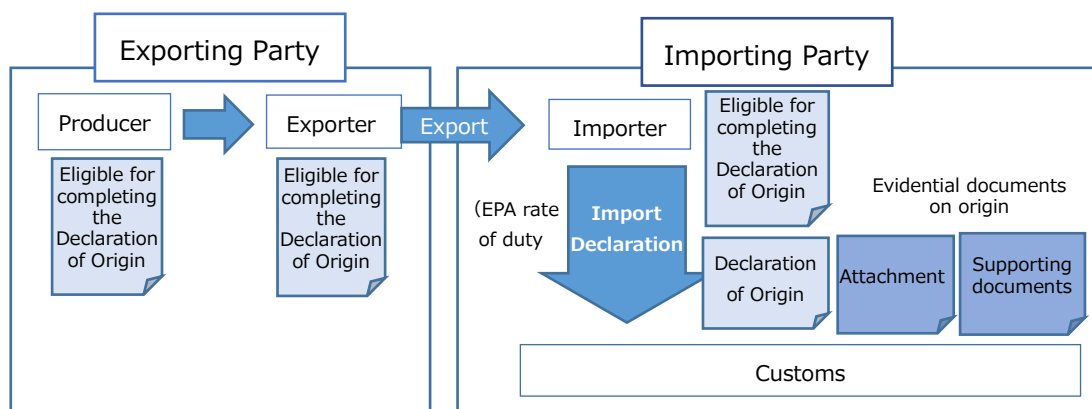 Exporting Party
Importing Party
Producer
Exporter
Export
Importer
Eligible for
completing
the
Declaration
of Origin
Eligible for
completing
the
Declaration
of Origin
Eligible for
completing
the
Declaration
of Origin
(EPA rate
of duty
Import
Declaration
Evidential documents
on origin
Declaration
of Origin
Attachment
Supporting
documents
Customs